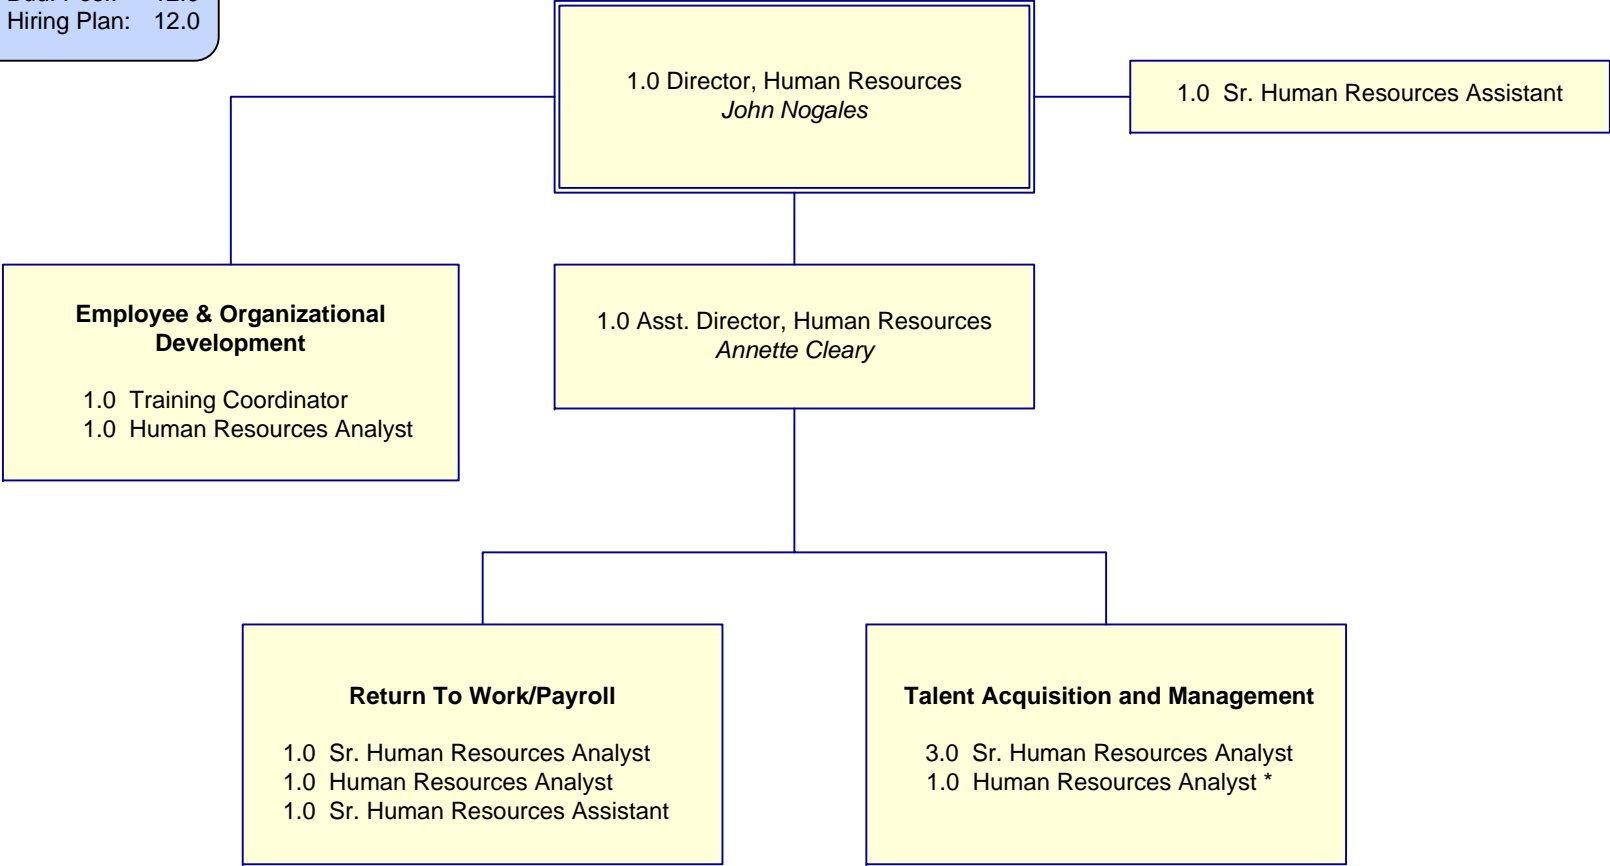 Hiring Plan: 12.0
1.0 Director, Human Resources
John Nogales
1.0 Sr. Human Resources Assistant
Employee & Organizational
Development
1.0 Training Coordinator
1.0 Human Resources Analyst
1.0 Asst. Director, Human Resources
Annette Cleary
Return To Work/Payroll
1.0 Sr. Human Resources Analyst
1.0 Human Resources Analyst
1.0 Sr. Human Resources Assistant
Talent Acquisition and Management
3.0 Sr. Human Resources Analyst
1.0 Human Resources Analyst *